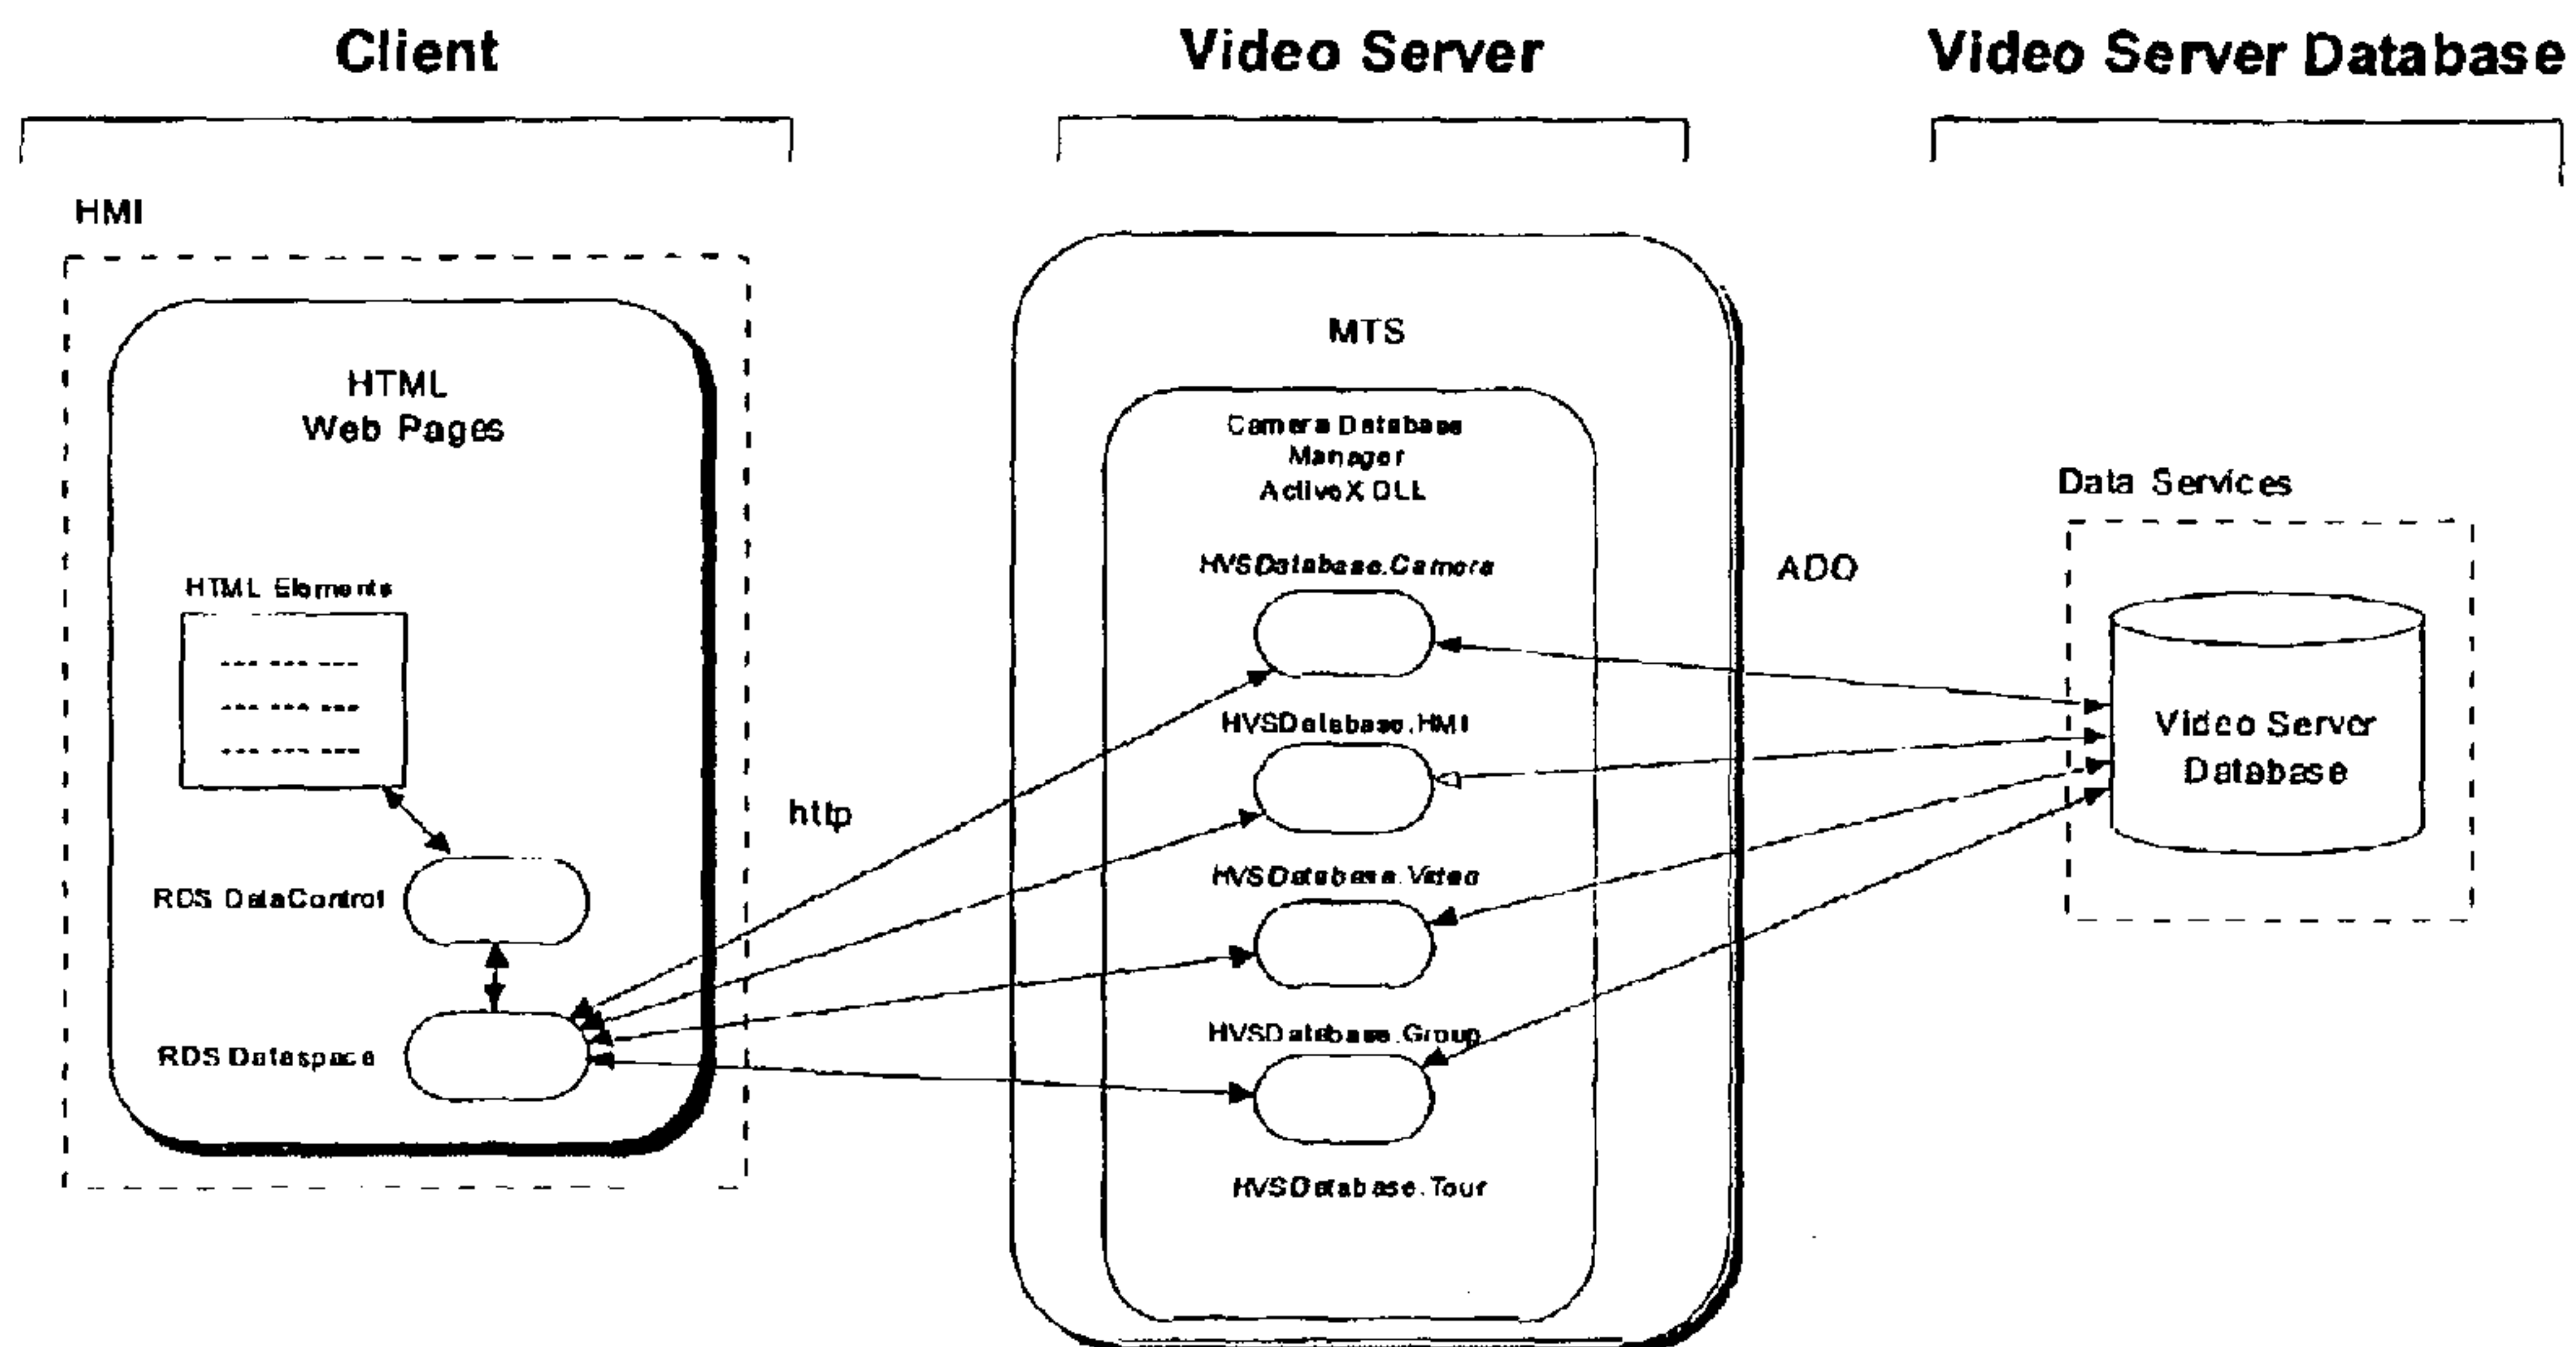 Client
Video Server
Video Server Database
HMI
HTML
Web Pages
HTML Elements
--- --- ---
--- --- ---
--- --- ---
RDS DataControl
RDS Dataspace
http
MTS
Camera Database
Manager
ActiveX DLL
HVSDatabase.Camera
HVSDatabase.HMI
HVSDatabase.Video
HVSDatabase.Group
HVSDatabase.Tour
ADO
Data Services
Video Server
Database